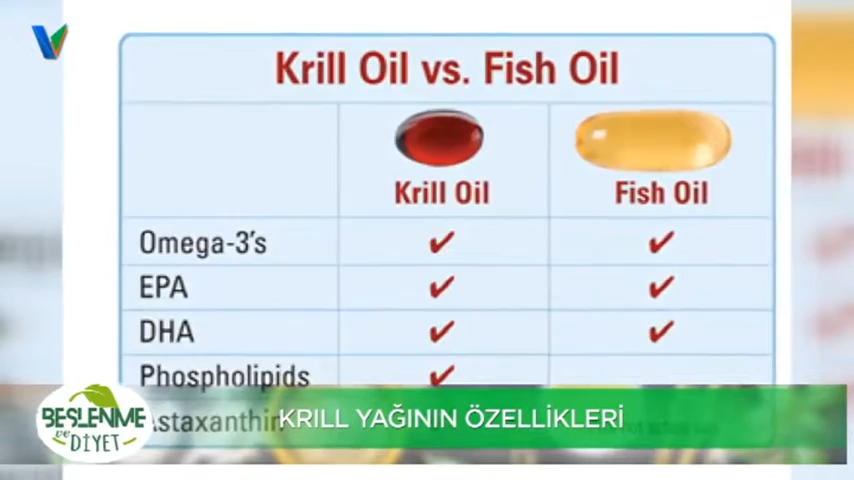 Krill Oil vs. Fish Oil
Krill Oil Fish Oil
Omega-3's ✔ ✔
EPA ✔ ✔
DHA ✔ ✔
Phospholipids ✔
Astaxanthin
BESLENME
ve
DİYET
KRILL YAĞININ ÖZELLİKLERİ